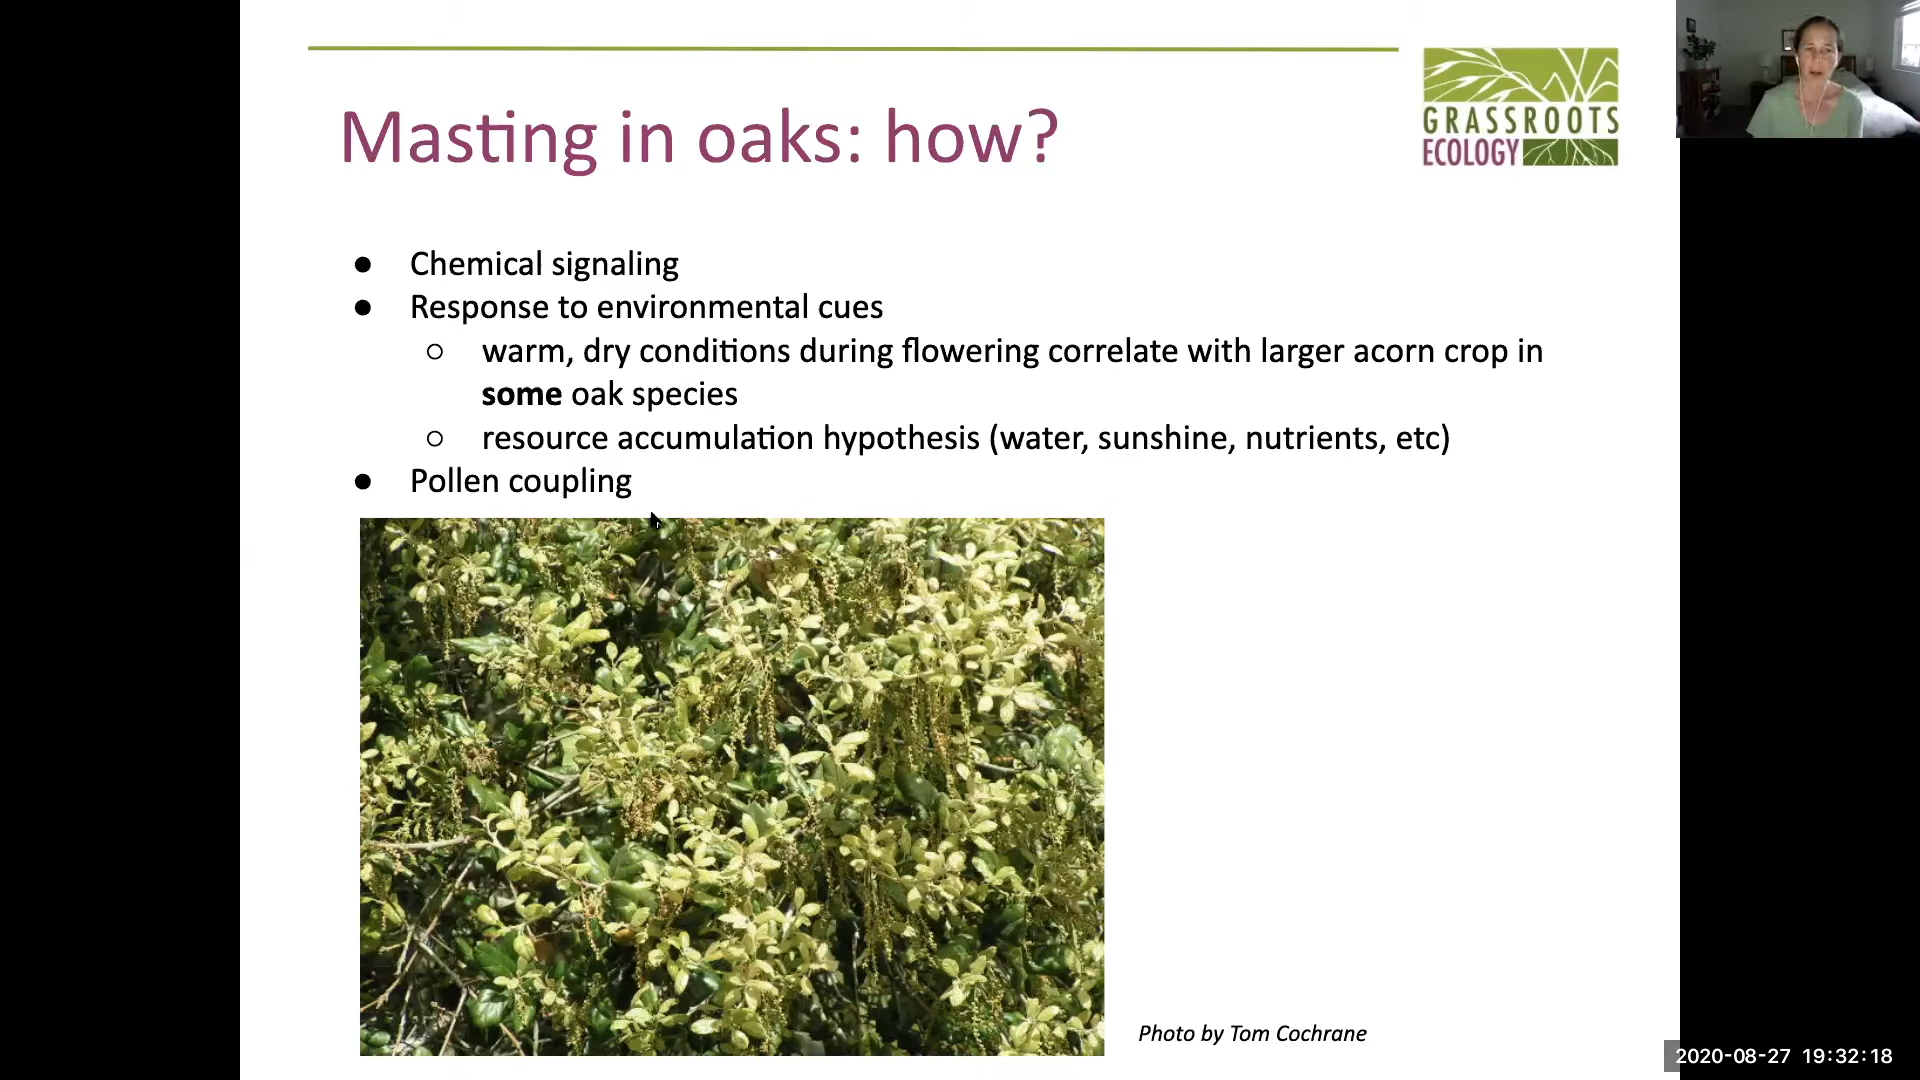 Masting in oaks: how?
GRASSROOTS
ECOLOGY
● Chemical signaling
● Response to environmental cues
○ warm, dry conditions during flowering correlate with larger acorn crop in
some oak species
○ resource accumulation hypothesis (water, sunshine, nutrients, etc)
● Pollen coupling
Photo by Tom Cochrane
2020-08-27 19:32:18